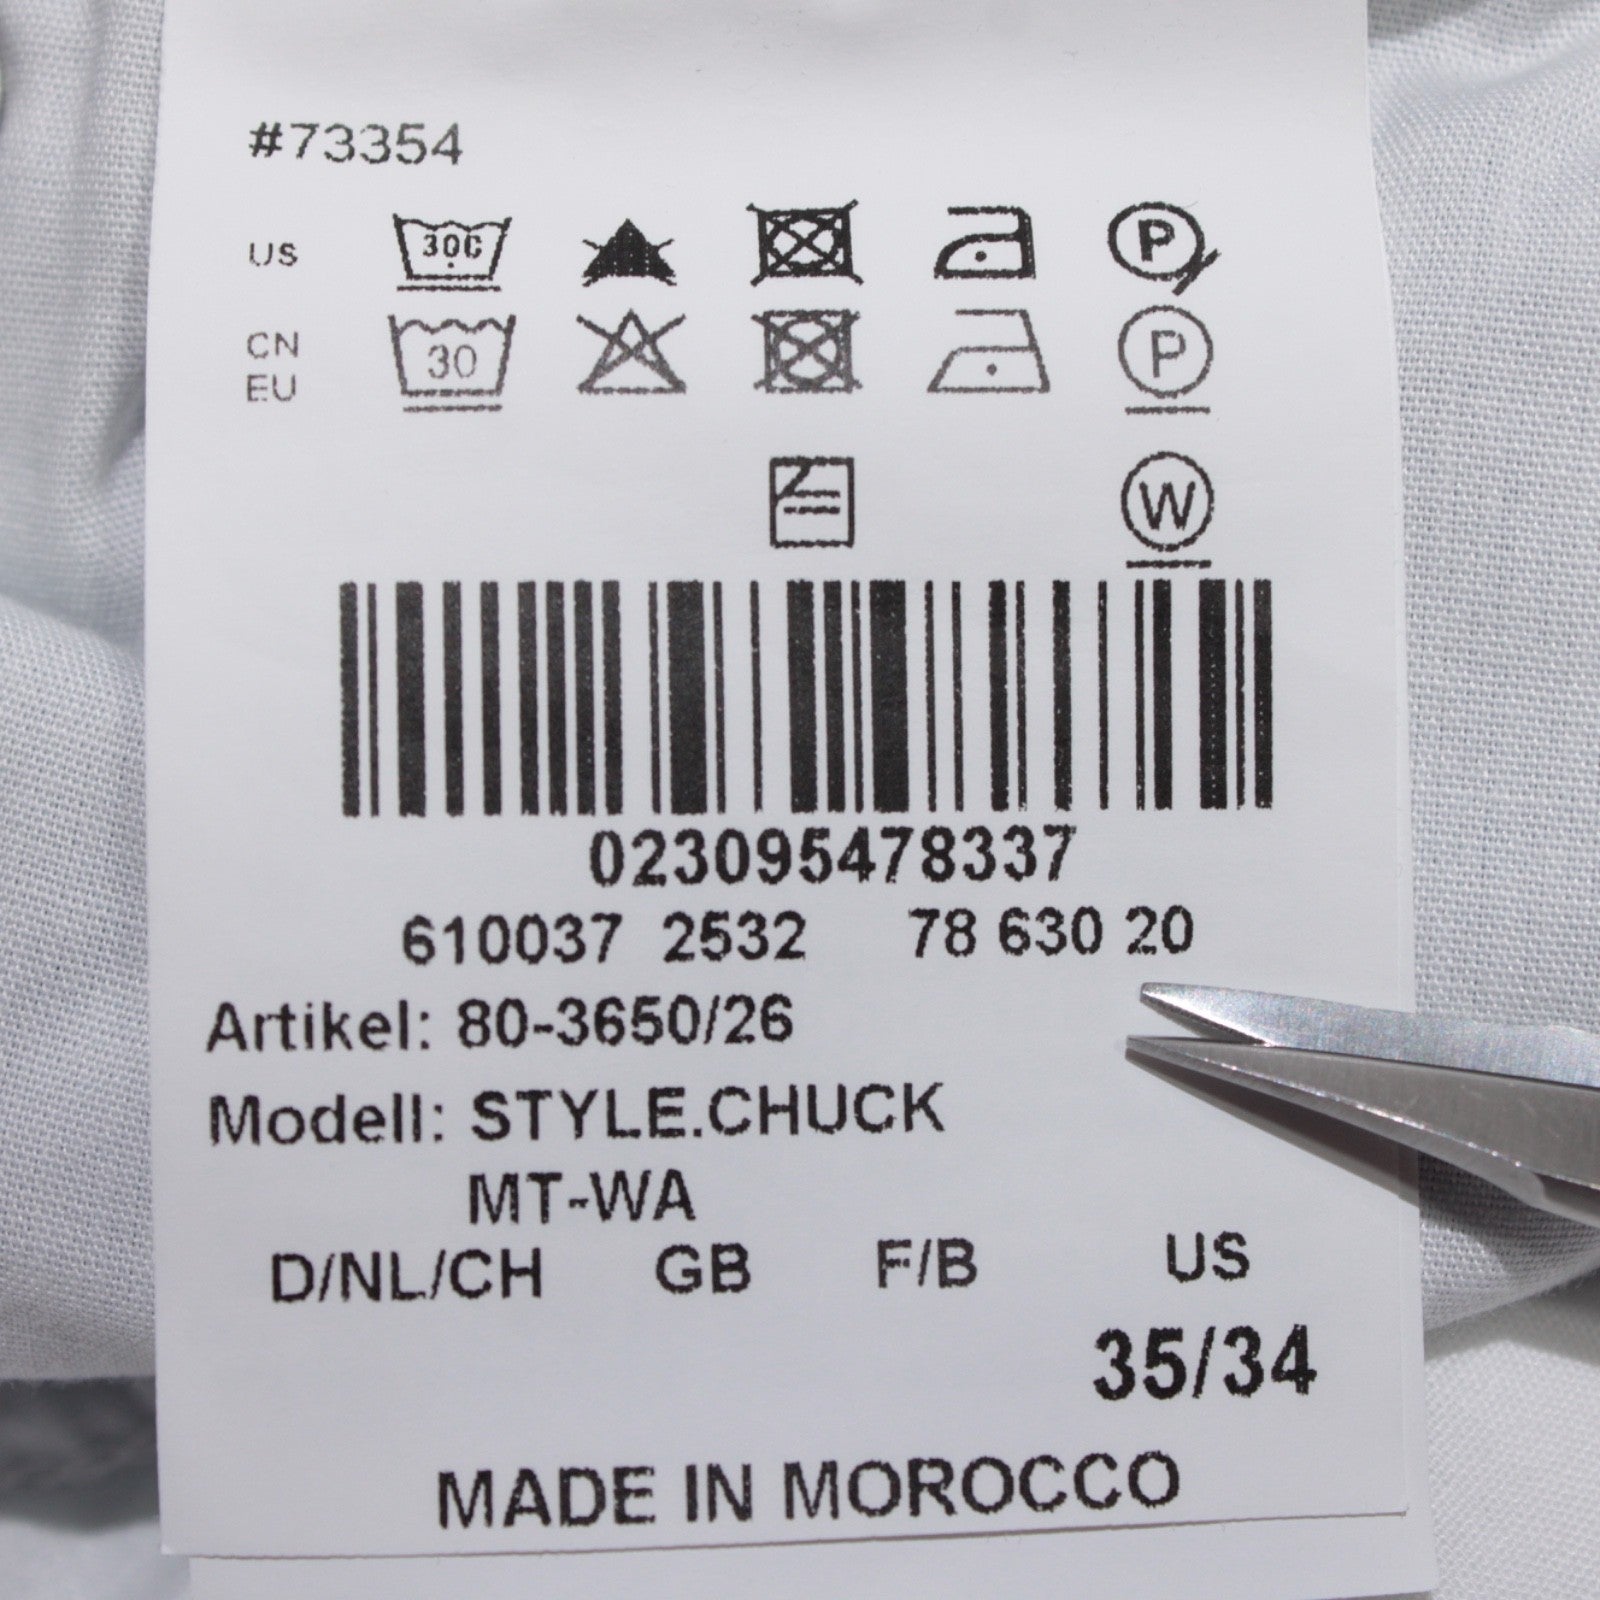 #73354
US 30C P
CN 30 P
EU
W
023095478337
610037 2532 78 630 20
Artikel: 80-3650/26
Modell: STYLE.CHUCK
MT-WA
D/NL/CH GB F/B US
35/34
MADE IN MOROCCO